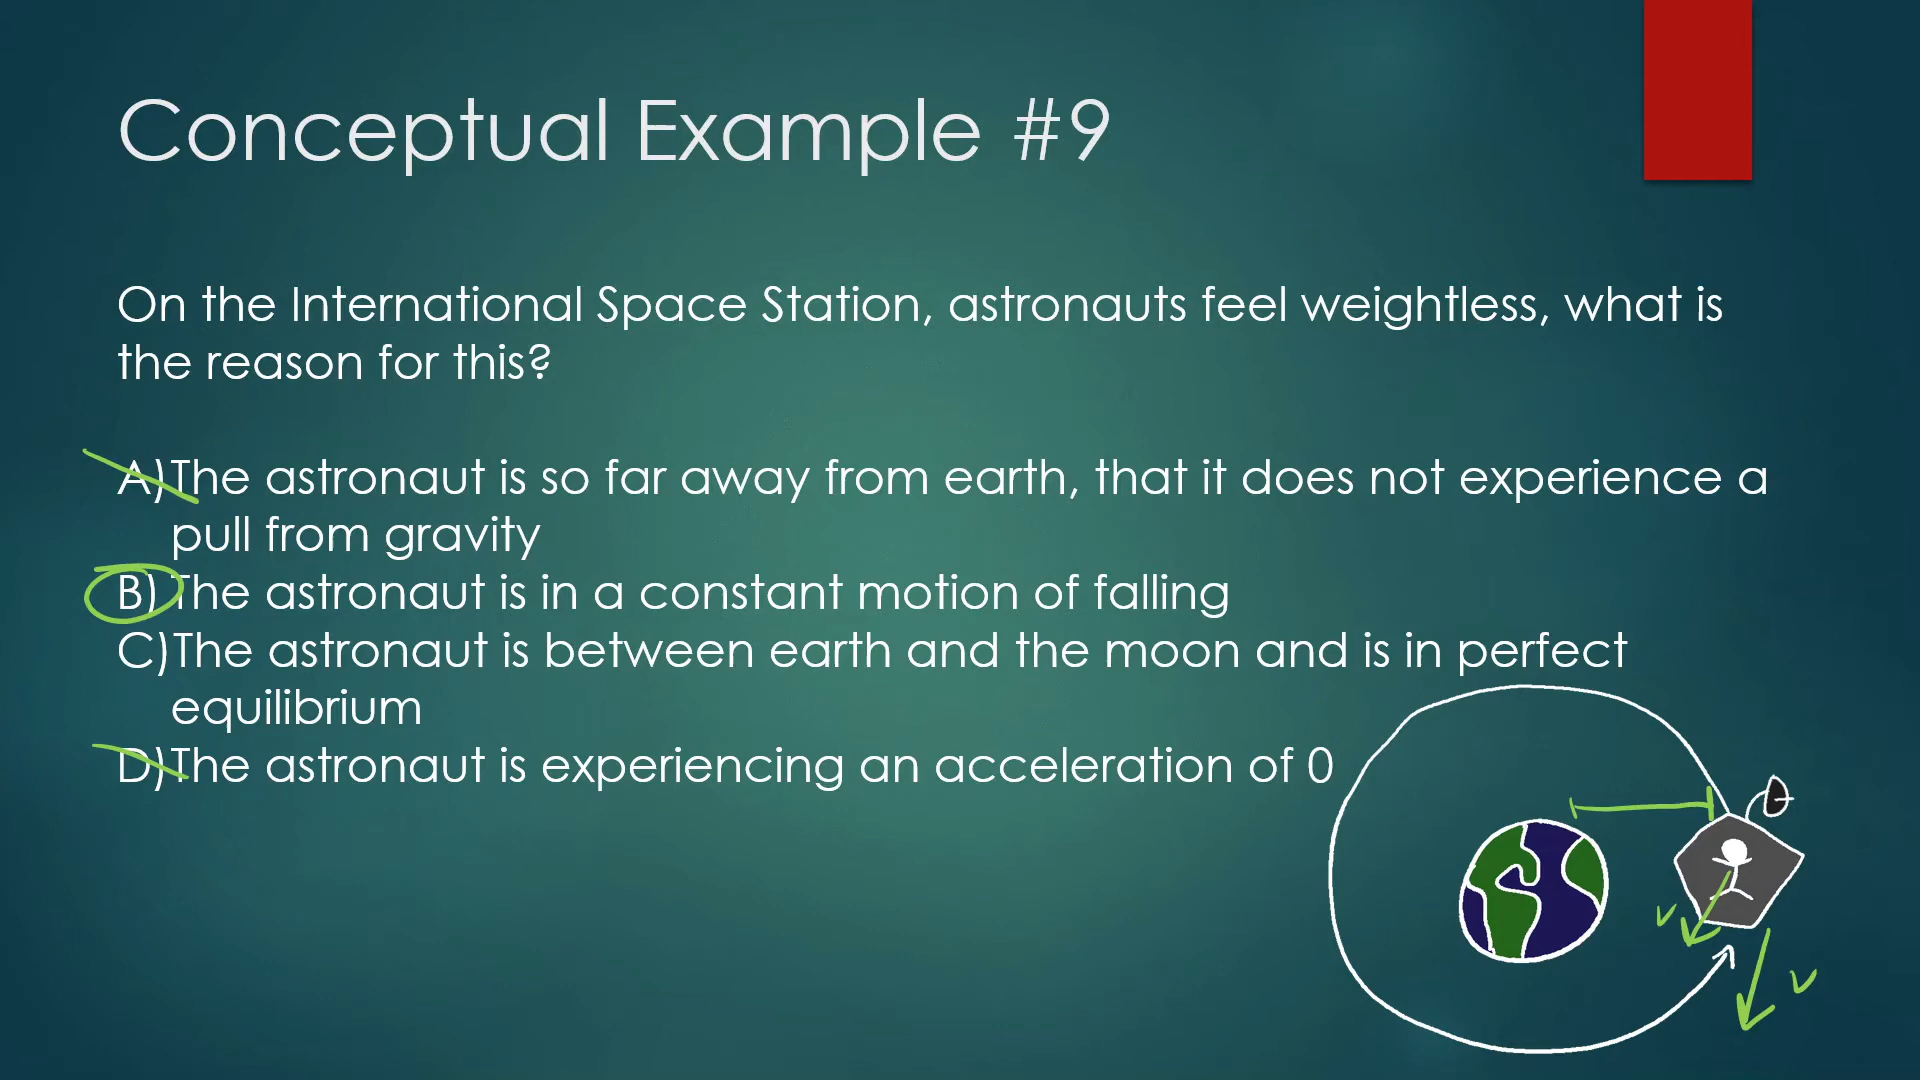 Conceptual Example #9
On the International Space Station, astronauts feel weightless, what is
the reason for this?
A)The astronaut is so far away from earth, that it does not experience a
pull from gravity
B) The astronaut is in a constant motion of falling
C)The astronaut is between earth and the moon and is in perfect
equilibrium
D)The astronaut is experiencing an acceleration of 0
v
v